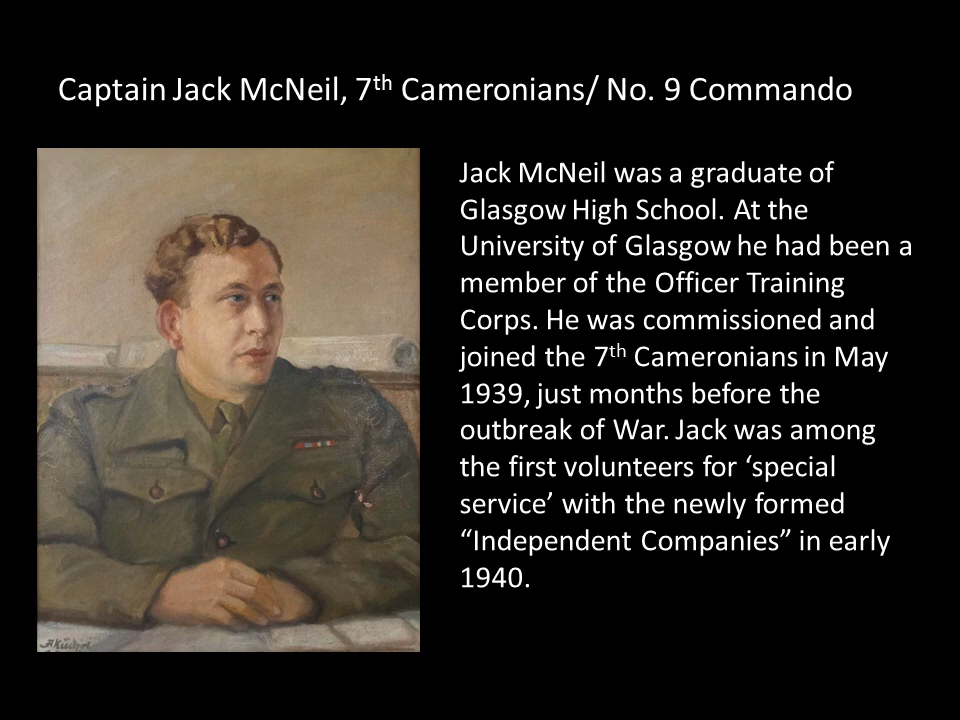 Captain Jack McNeil, 7th Cameronians/ No. 9 Commando
Jack McNeil was a graduate of
Glasgow High School. At the
University of Glasgow he had been a
member of the Officer Training
Corps. He was commissioned and
joined the 7th Cameronians in May
1939, just months before the
outbreak of War. Jack was among
the first volunteers for ‘special
service’ with the newly formed
“Independent Companies” in early
1940.